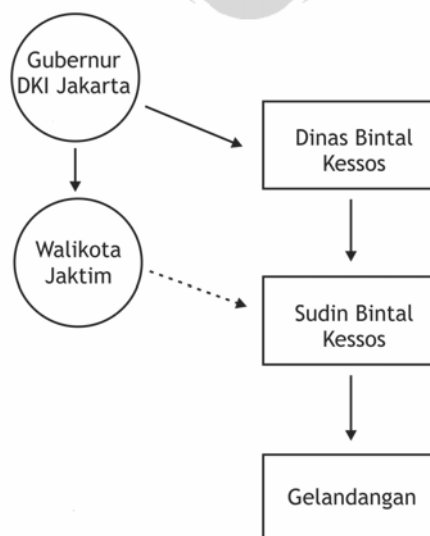 Gubernur
DKI Jakarta
Dinas Bintal
Kessos
Walikota
Jaktim
Sudin Bintal
Kessos
Gelandangan